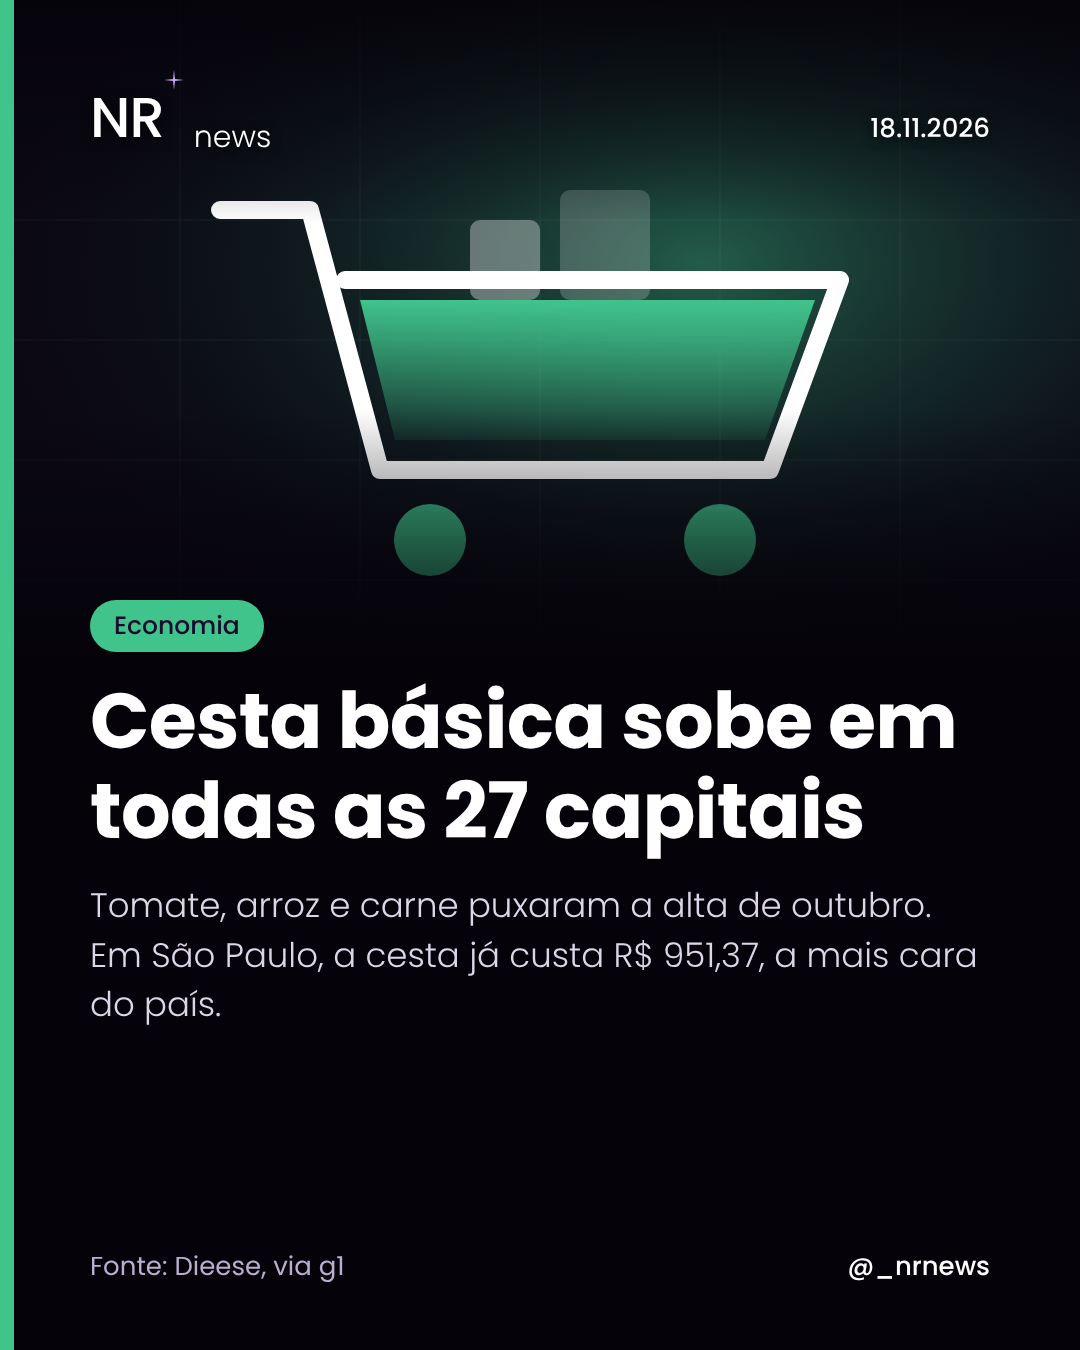 NR news
18.11.2026
Economia
Cesta básica sobe em
todas as 27 capitais
Tomate, arroz e carne puxaram a alta de outubro.
Em São Paulo, a cesta já custa R$ 951,37, a mais cara
do país.
Fonte: Dieese, via g1
@_nrnews